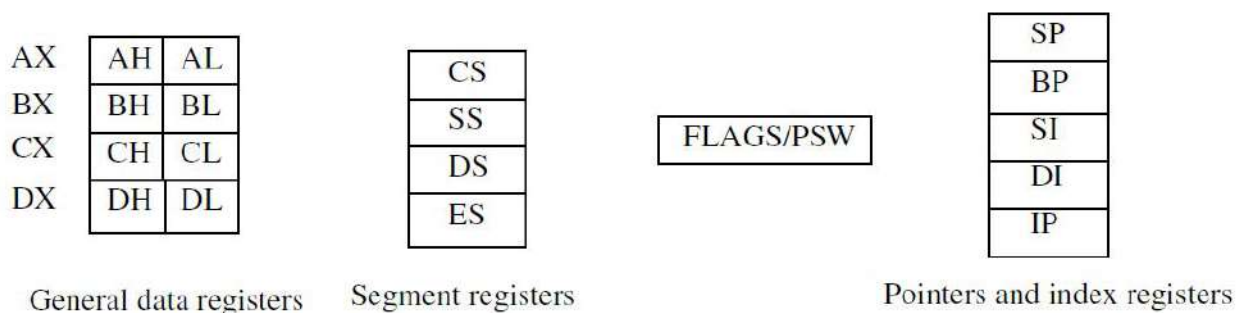 AX AH AL
BX BH BL
CX CH CL
DX DH DL
General data registers
CS
SS
DS
ES
Segment registers
FLAGS/PSW
SP
BP
SI
DI
IP
Pointers and index registers